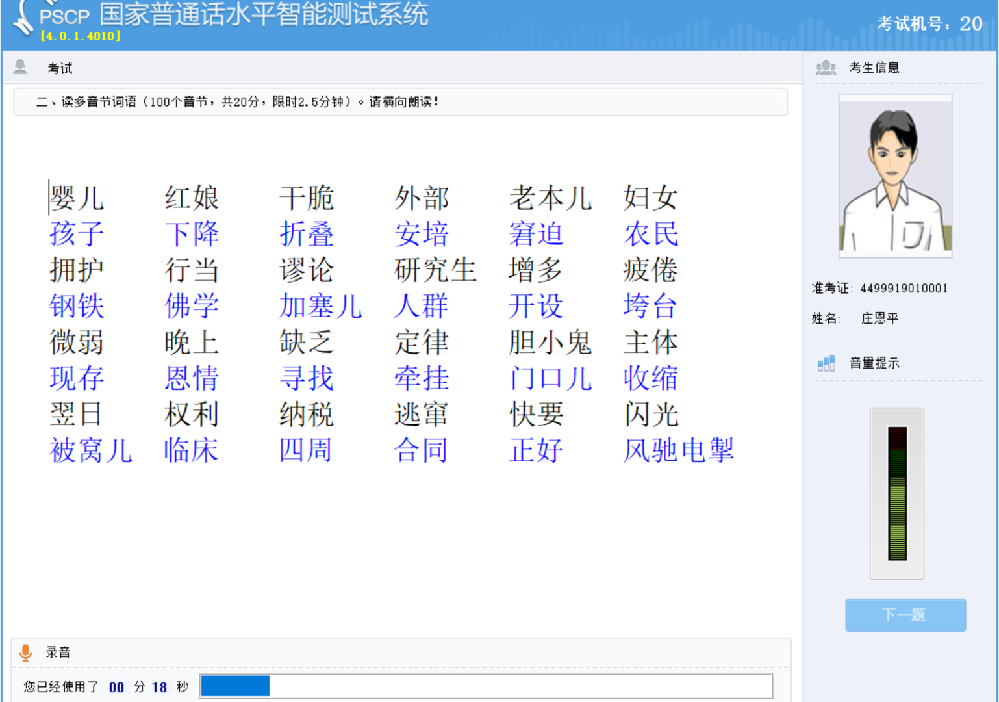 PSCP 国家普通话水平智能测试系统
[4.0.1.4010]
考试机号：20
考试
二、读多音节词语（100个音节，共20分，限时2.5分钟）。请横向朗读！
婴儿 红娘 干脆 外部 老本儿 妇女
孩子 下降 折叠 安培 窘迫 农民
拥护 行当 谬论 研究生 增多 疲倦
钢铁 佛学 加塞儿 人群 开设 垮台
微弱 晚上 缺乏 定律 胆小鬼 主体
现存 恩情 寻找 牵挂 门口儿 收缩
翌日 权利 纳税 逃窜 快要 闪光
被窝儿 临床 四周 合同 正好 风驰电掣
录音
您已经使用了 00 分 18 秒
考生信息
准考证: 4499919010001
姓名: 庄恩平
音量提示
下一题